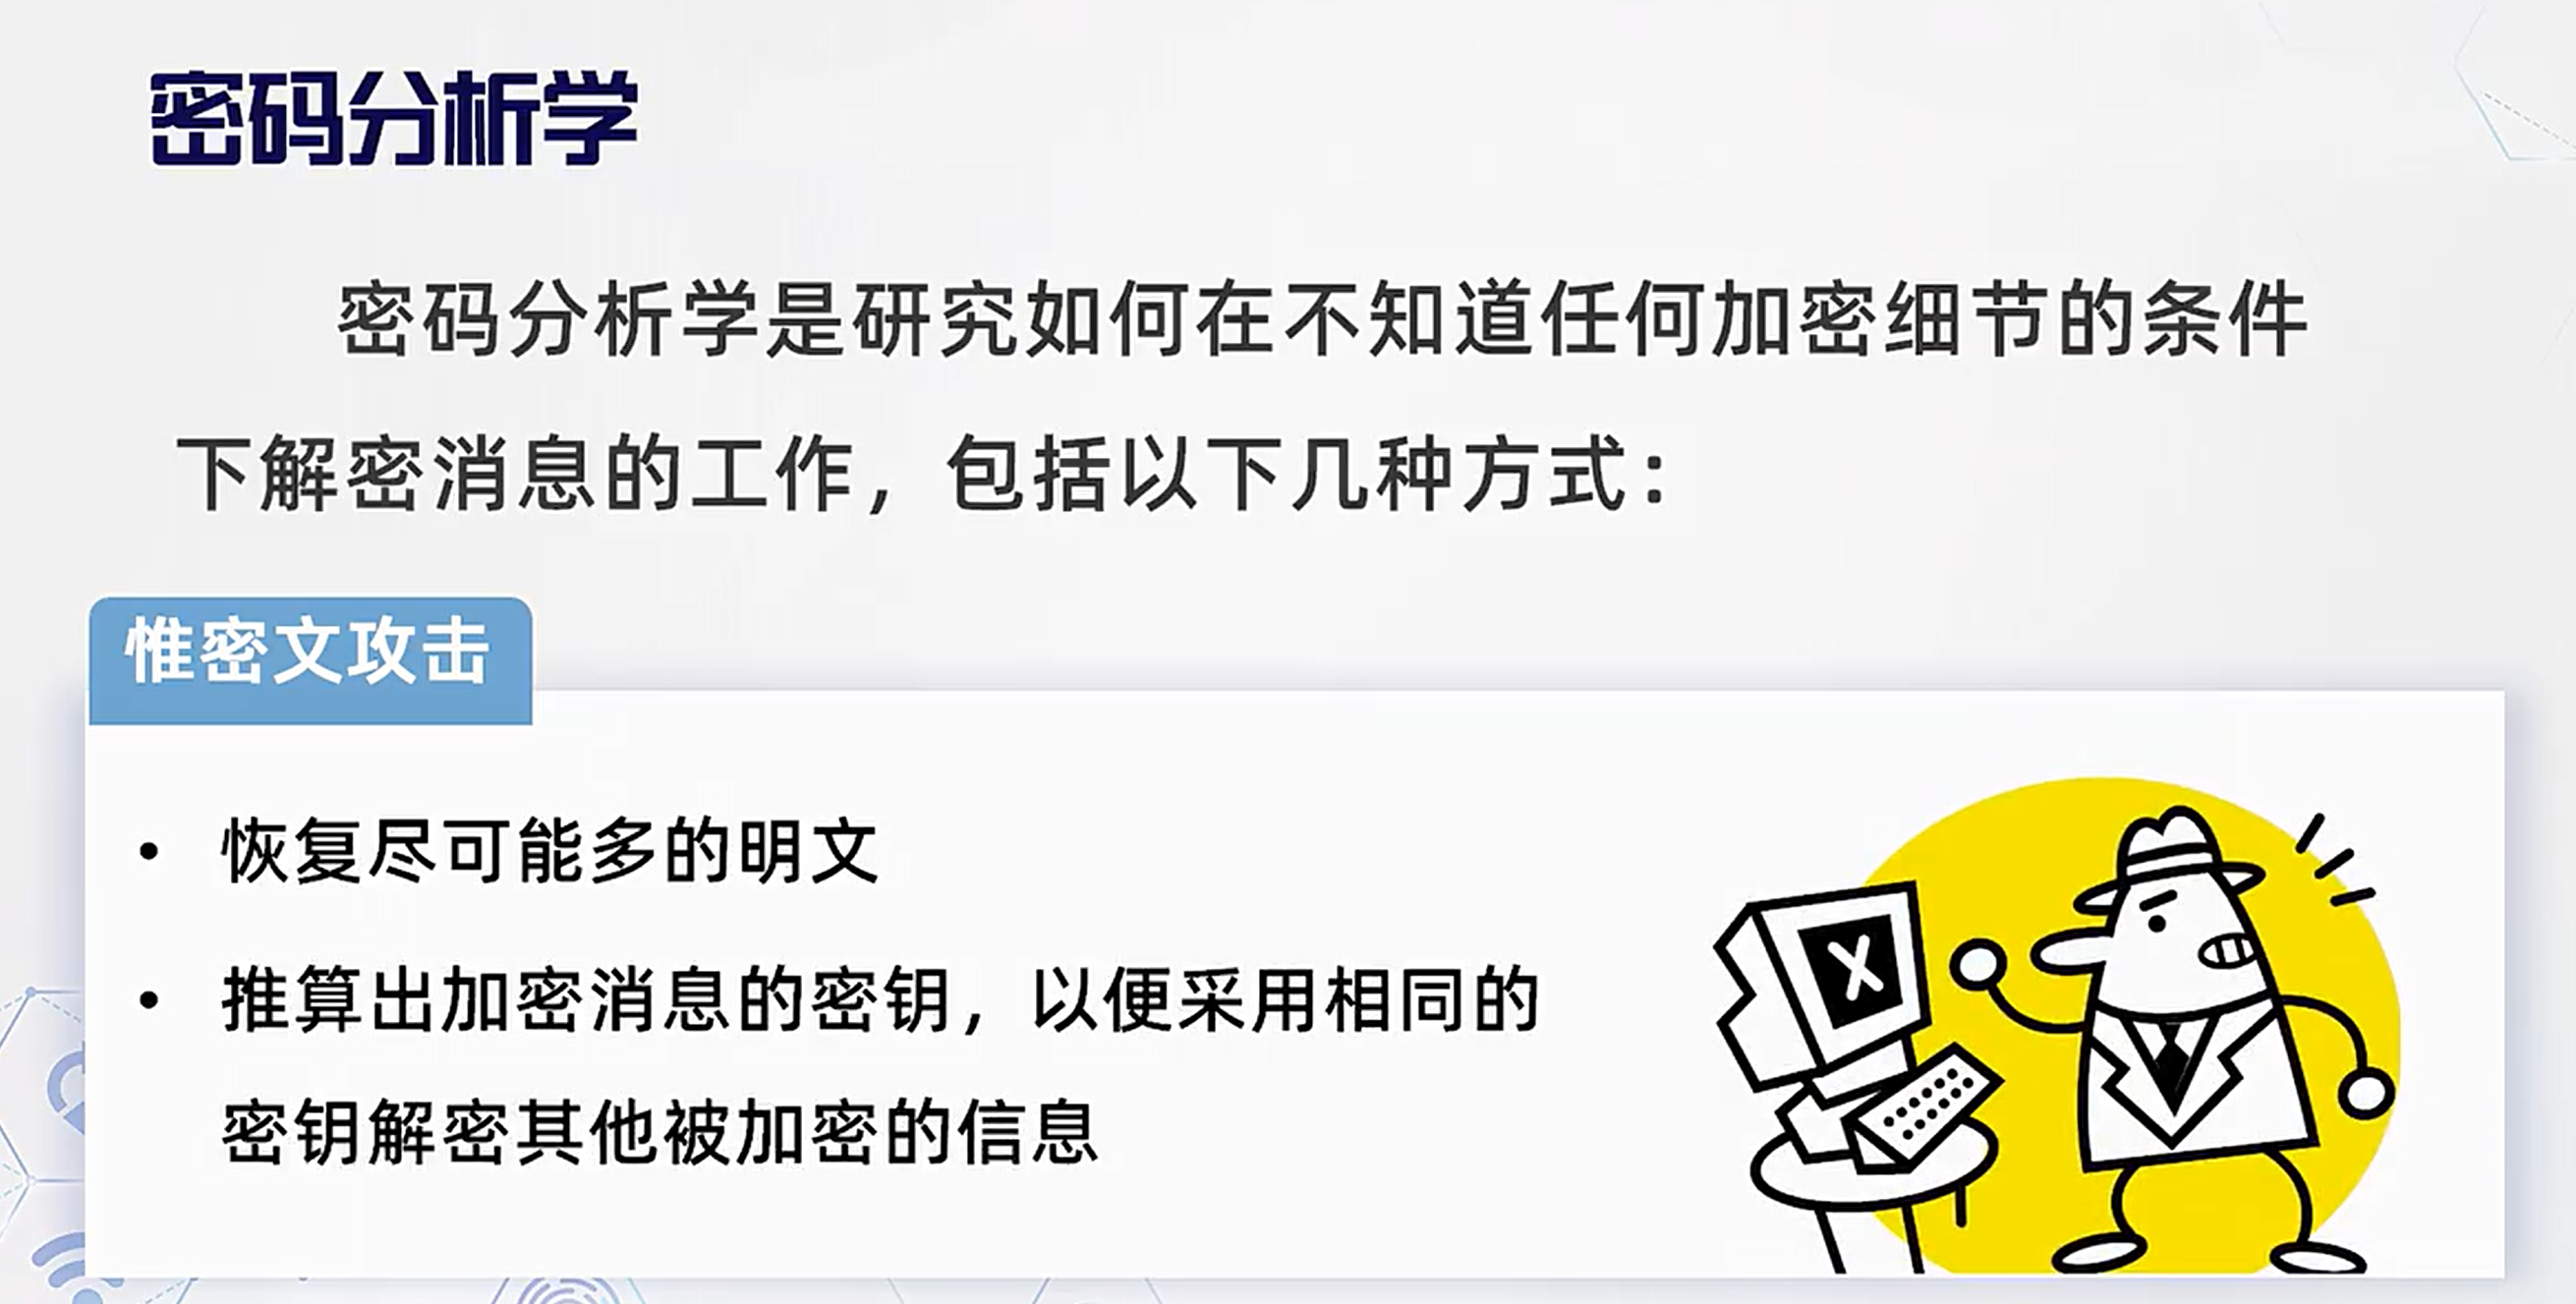 密码分析学
密码分析学是研究如何在不知道任何加密细节的条件
下解密消息的工作，包括以下几种方式：
惟密文攻击
• 恢复尽可能多的明文
• 推算出加密消息的密钥，以便采用相同的
密钥解密其他被加密的信息
X